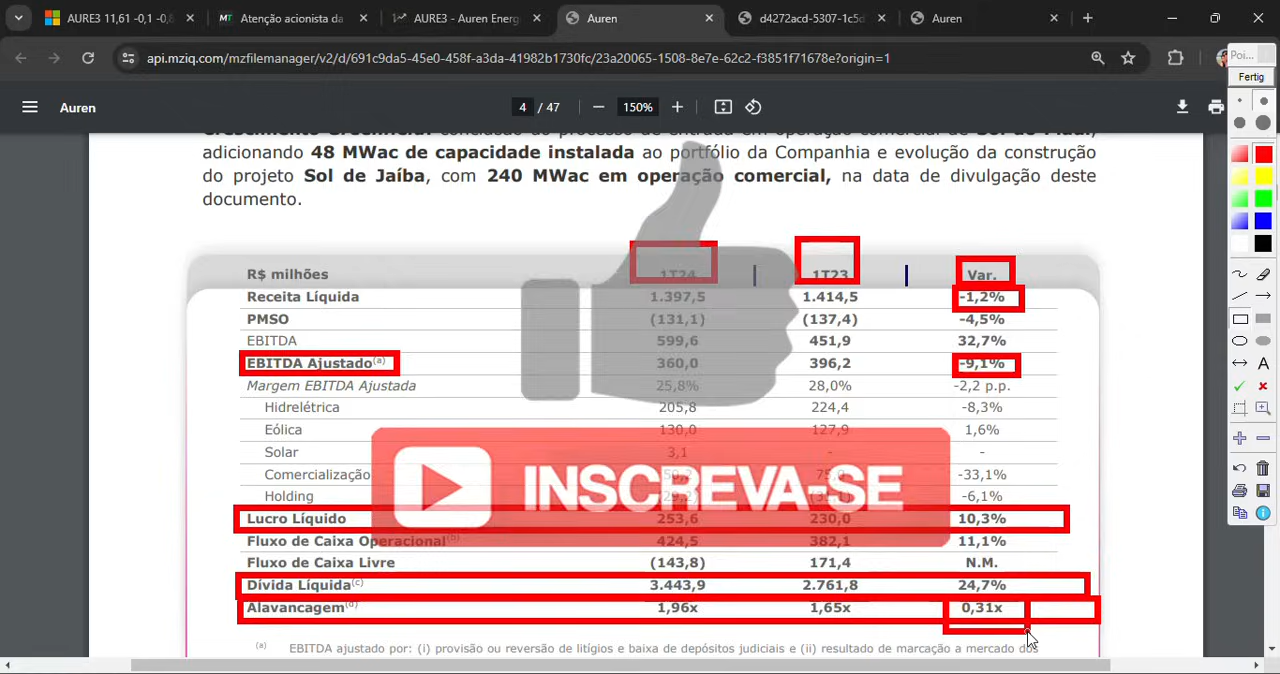 AURE3 11,61 -0,1 -0,8
Atenção acionista da
AURE3 - Auren Energ
Auren
d4272acd-5307-1c5d
Auren
api.mziq.com/mzfilemanager/v2/d/691c9da5-45e0-458f-a3da-41982b1730fc/23a20065-1508-8e7e-62c2-f3851f71678e?origin=1
Poi...
Fertig
Auren
4 / 47
150%
adicionando 48 MWac de capacidade instalada ao portfólio da Companhia e evolução da construção
do projeto Sol de Jaíba, com 240 MWac em operação comercial, na data de divulgação deste
documento.
R$ milhões 1T24 1T23 Var.
Receita Líquida 1.397,5 1.414,5 -1,2%
PMSO (131,1) (137,4) -4,5%
EBITDA 599,6 451,9 32,7%
EBITDA Ajustado(a) 360,0 396,2 -9,1%
Margem EBITDA Ajustada 25,8% 28,0% -2,2 p.p.
Hidrelétrica 205,8 224,4 -8,3%
Eólica 130,0 127,9 1,6%
Solar 3,1 - -
Comercialização -33,1%
Holding -6,1%
INSCREVA-SE
Lucro Líquido 253,6 230,0 10,3%
Fluxo de Caixa Operacional(b) 424,5 382,1 11,1%
Fluxo de Caixa Livre (143,8) 171,4 N.M.
Dívida Líquida(c) 3.443,9 2.761,8 24,7%
Alavancagem(d) 1,96x 1,65x 0,31x
(a) EBITDA ajustado por: (i) provisão ou reversão de litígios e baixa de depósitos judiciais e (ii) resultado de marcação a mercado dos